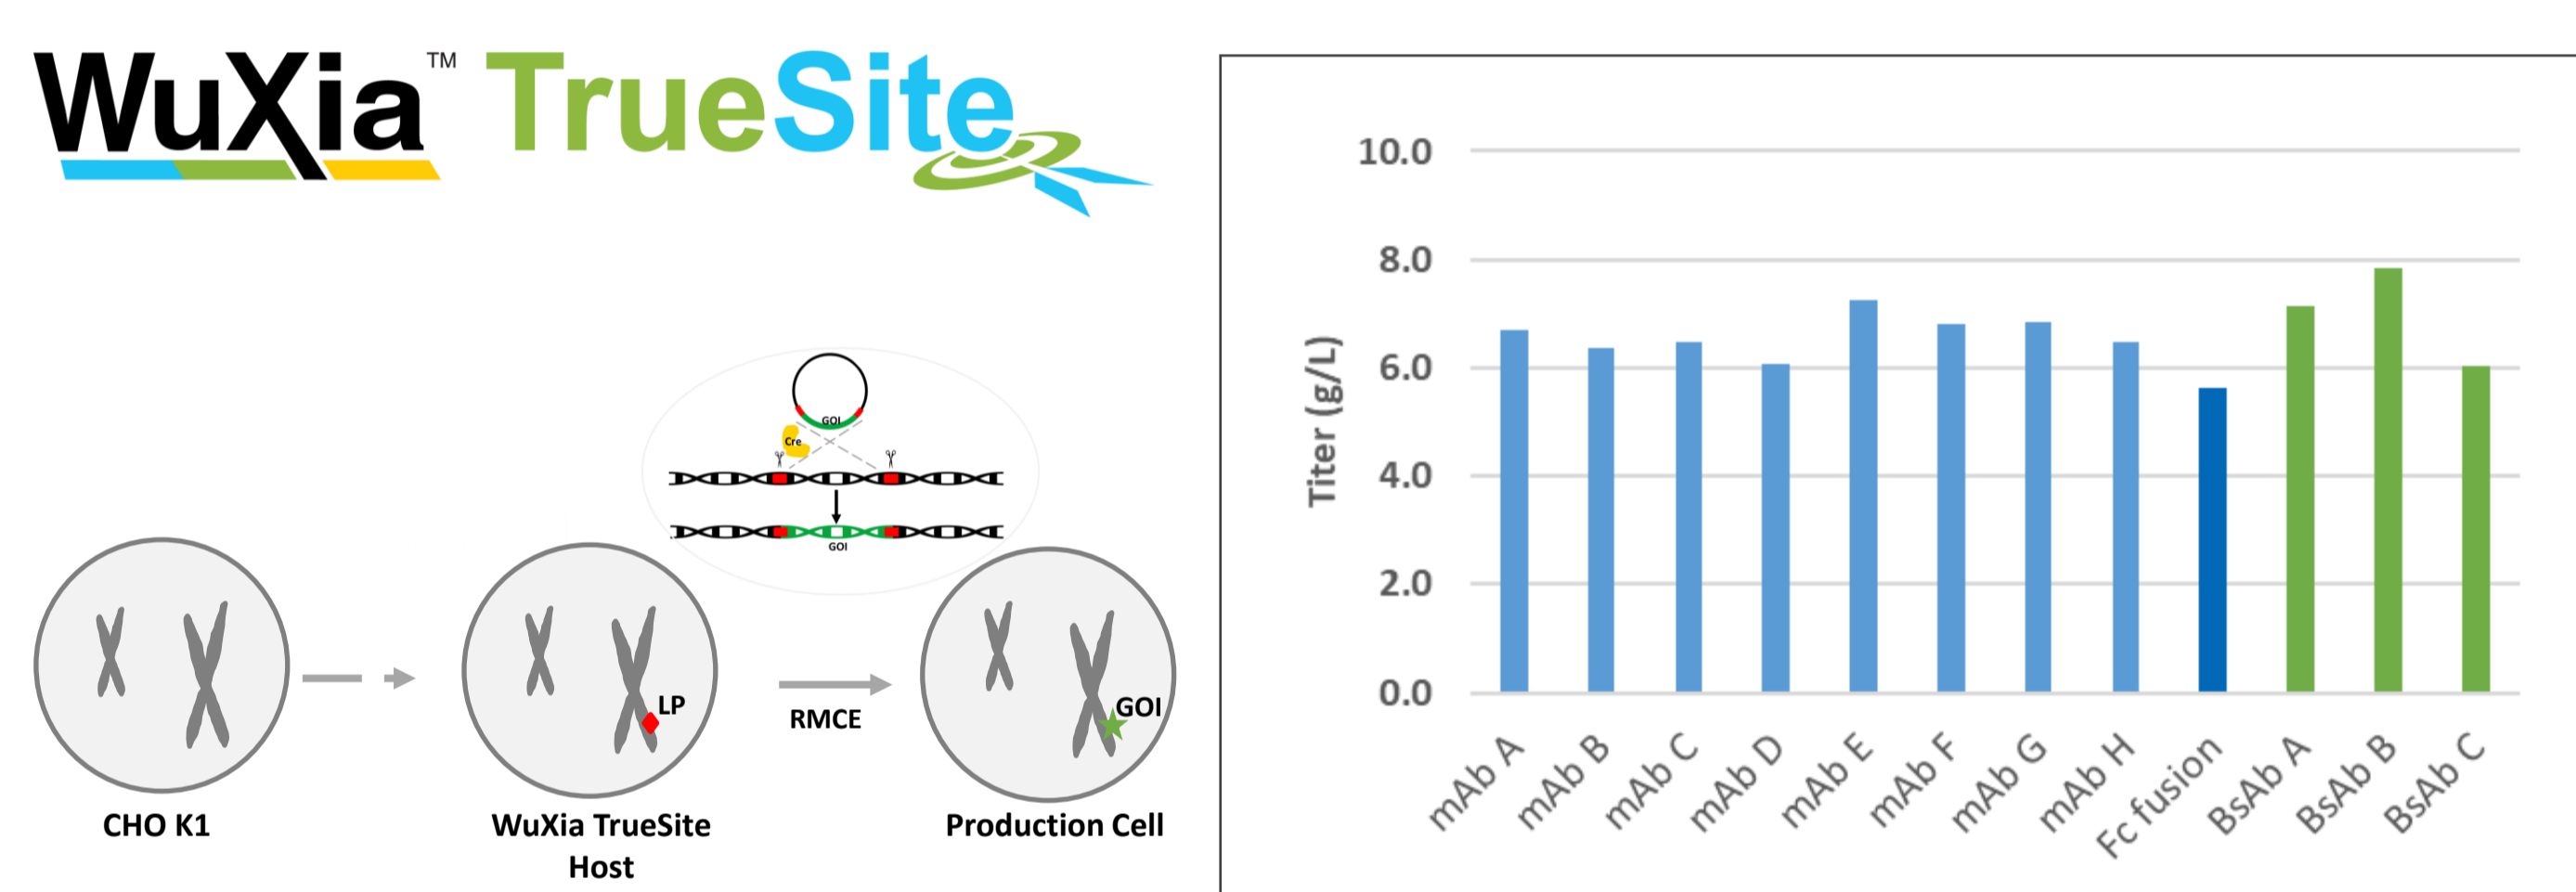 WuXia™ TrueSite
GOI
Cre
GOI
LP
GOI
RMCE
CHO K1
WuXia TrueSite
Host
Production Cell
Titer (g/L)
10.0
8.0
6.0
4.0
2.0
0.0
mAb A
mAb B
mAb C
mAb D
mAb E
mAb F
mAb G
mAb H
Fc fusion
BsAb A
BsAb B
BsAb C